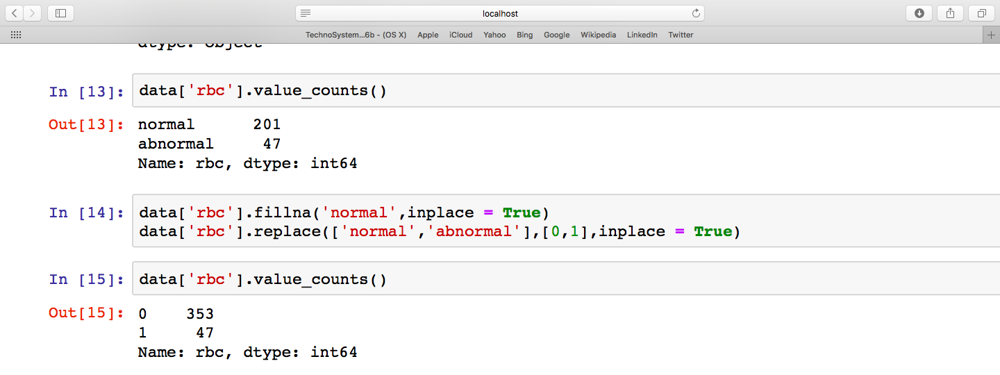 localhost
TechnoSystem...6b - (OS X) Apple iCloud Yahoo Bing Google Wikipedia LinkedIn Twitter
dtype: object
In [13]: data['rbc'].value_counts()
Out[13]: normal 201
abnormal 47
Name: rbc, dtype: int64
In [14]: data['rbc'].fillna('normal',inplace = True)
data['rbc'].replace(['normal','abnormal'],[0,1],inplace = True)
In [15]: data['rbc'].value_counts()
Out[15]: 0 353
1 47
Name: rbc, dtype: int64